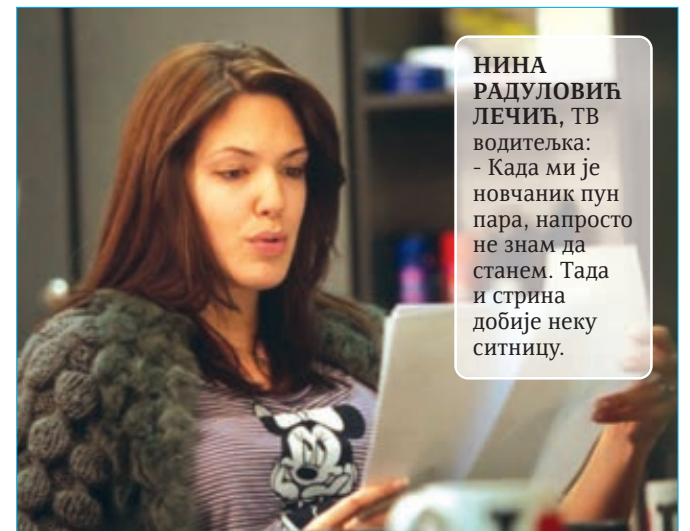 НИНА
РАДУЛОВИЋ
ЛЕЧИЋ, ТВ
водитељка:
- Када ми је
новчаник пун
пара, напросто
не знам да
станем. Тада
и стрина
добије неку
ситницу.